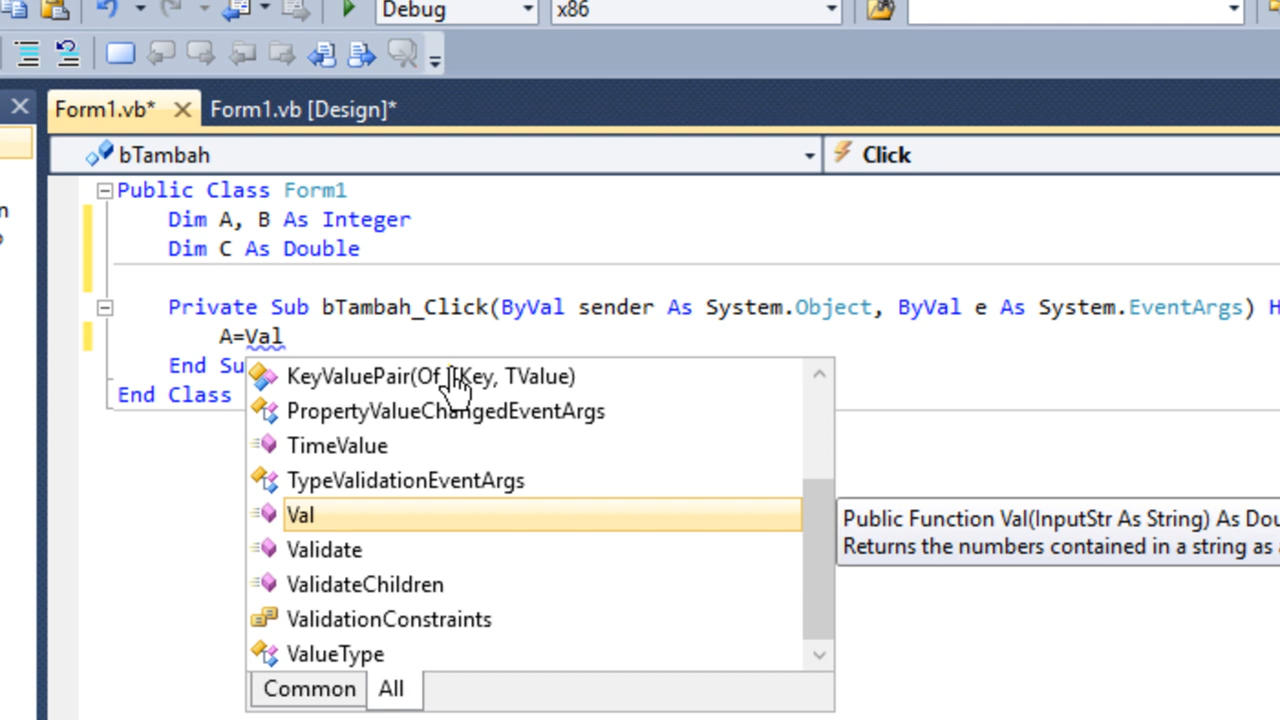 Debug x86
Form1.vb* Form1.vb [Design]*
bTambah Click
Public Class Form1
Dim A, B As Integer
Dim C As Double
Private Sub bTambah_Click(ByVal sender As System.Object, ByVal e As System.EventArgs) H
A=Val
End Su
End Class
KeyValuePair(Of TKey, TValue)
PropertyValueChangedEventArgs
TimeValue
TypeValidationEventArgs
Val
Public Function Val(InputStr As String) As Dou
Returns the numbers contained in a string as
Validate
ValidateChildren
ValidationConstraints
ValueType
Common All